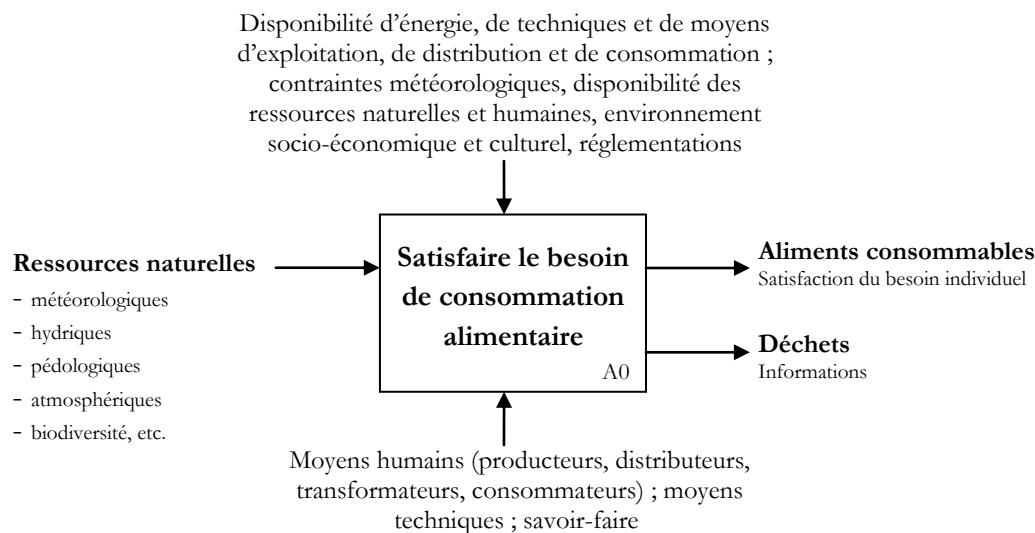 Disponibilité d’énergie, de techniques et de moyens
d’exploitation, de distribution et de consommation ;
contraintes météorologiques, disponibilité des
ressources naturelles et humaines, environnement
socio-économique et culturel, réglementations
Ressources naturelles
- météorologiques
- hydriques
- pédologiques
- atmosphériques
- biodiversité, etc.
Satisfaire le besoin
de consommation
alimentaire
A0
Aliments consommables
Satisfaction du besoin individuel
Déchets
Informations
Moyens humains (producteurs, distributeurs,
transformateurs, consommateurs) ; moyens
techniques ; savoir-faire